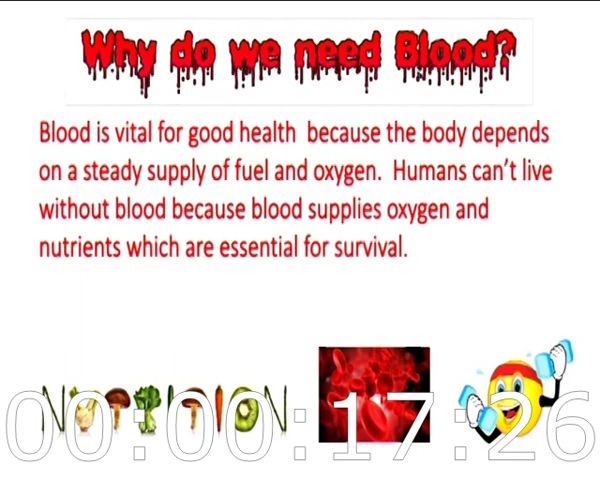 Why do we need Blood?
Blood is vital for good health because the body depends
on a steady supply of fuel and oxygen. Humans can't live
without blood because blood supplies oxygen and
nutrients which are essential for survival.
NUTRITION
00:00:17:26